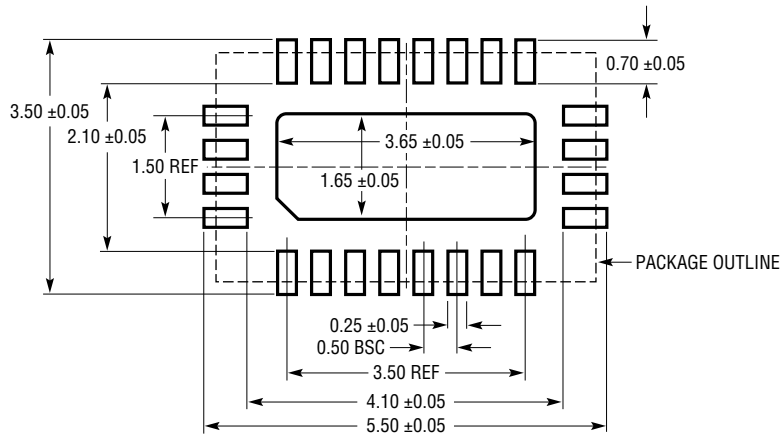 0.70 ±0.05
3.50 ±0.05
2.10 ±0.05
3.65 ±0.05
1.50 REF
1.65 ±0.05
PACKAGE OUTLINE
0.25 ±0.05
0.50 BSC
3.50 REF
4.10 ±0.05
5.50 ±0.05